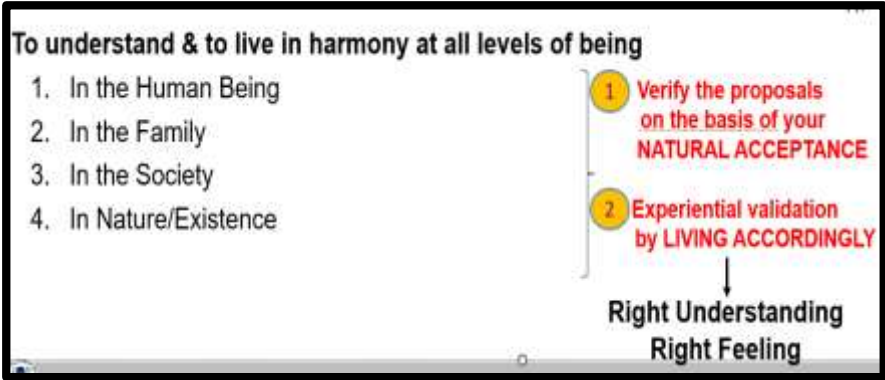 To understand & to live in harmony at all levels of being
1. In the Human Being
2. In the Family
3. In the Society
4. In Nature/Existence
1 Verify the proposals
on the basis of your
NATURAL ACCEPTANCE
2 Experiential validation
by LIVING ACCORDINGLY
Right Understanding
Right Feeling